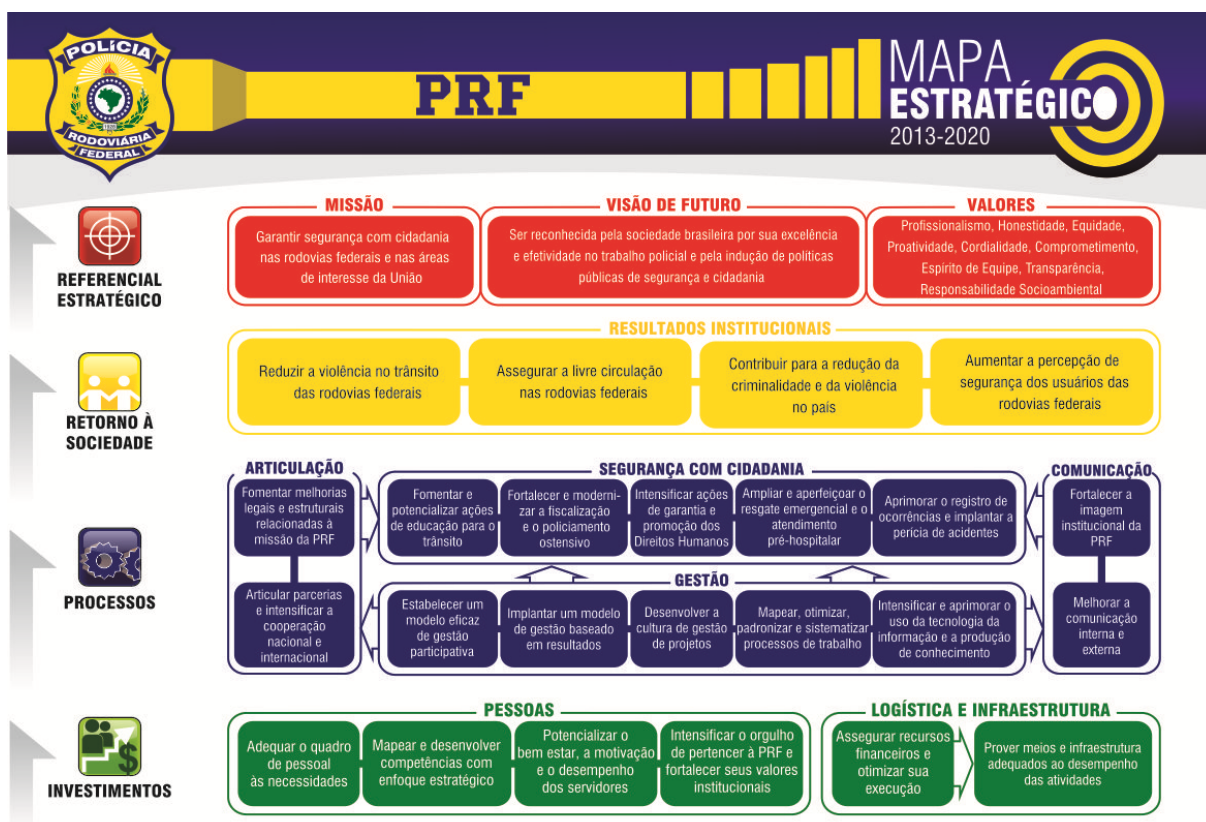 POLÍCIA
RODOVIÁRIA
FEDERAL
PRF
MAPA
ESTRATÉGICO
2013-2020
REFERENCIAL
ESTRATÉGICO
MISSÃO
Garantir segurança com cidadania
nas rodovias federais e nas áreas
de interesse da União
VISÃO DE FUTURO
Ser reconhecida pela sociedade brasileira por sua excelência
e efetividade no trabalho policial e pela indução de políticas
públicas de segurança e cidadania
VALORES
Profissionalismo, Honestidade, Equidade,
Proatividade, Cordialidade, Comprometimento,
Espírito de Equipe, Transparência,
Responsabilidade Socioambiental
RETORNO À
SOCIEDADE
RESULTADOS INSTITUCIONAIS
Reduzir a violência no trânsito
das rodovias federais
Assegurar a livre circulação
nas rodovias federais
Contribuir para a redução da
criminalidade e da violência
no país
Aumentar a percepção de
segurança dos usuários das
rodovias federais
PROCESSOS
ARTICULAÇÃO
Fomentar melhorias
legais e estruturais
relacionadas à
missão da PRF
Articular parcerias
e intensificar a
cooperação
nacional e
internacional
SEGURANÇA COM CIDADANIA
Fomentar e
potencializar ações
de educação para o
trânsito
Fortalecer e moderni-
zar a fiscalização
e o policiamento
ostensivo
Intensificar ações
de garantia e
promoção dos
Direitos Humanos
Ampliar e aperfeiçoar o
resgate emergencial e o
atendimento
pré-hospitalar
Aprimorar o registro de
ocorrências e implantar a
perícia de acidentes
GESTÃO
Estabelecer um
modelo eficaz
de gestão
participativa
Implantar um modelo
de gestão baseado
em resultados
Desenvolver a
cultura de gestão
de projetos
Mapear, otimizar,
padronizar e sistematizar
processos de trabalho
Intensificar e aprimorar o
uso da tecnologia da
informação e a produção
de conhecimento
COMUNICAÇÃO
Fortalecer a
imagem
institucional da
PRF
Melhorar a
comunicação
interna e
externa
INVESTIMENTOS
PESSOAS
Adequar o quadro
de pessoal
às necessidades
Mapear e desenvolver
competências com
enfoque estratégico
Potencializar o
bem estar, a motivação
e o desempenho
dos servidores
Intensificar o orgulho
de pertencer à PRF e
fortalecer seus valores
institucionais
LOGÍSTICA E INFRAESTRUTURA
Assegurar recursos
financeiros e
otimizar sua
execução
Prover meios e infraestrutura
adequados ao desempenho
das atividades